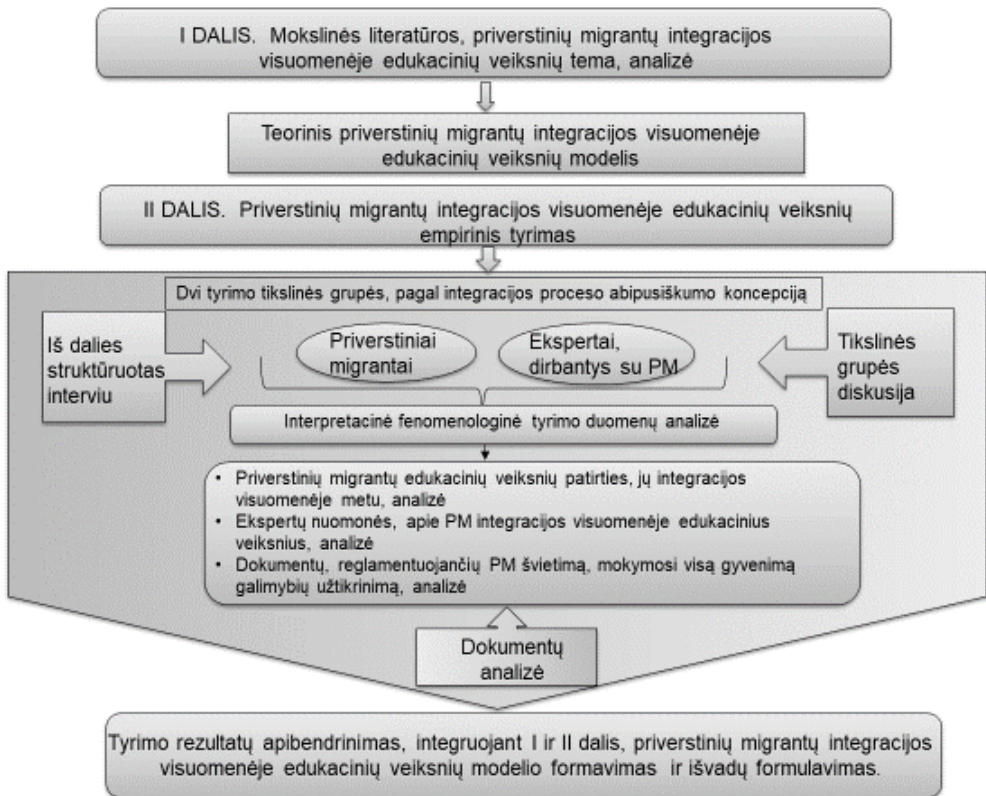 I DALIS. Mokslinės literatūros, priverstinių migrantų integracijos
visuomenėje edukacinių veiksnių tema, analizė
Teorinis priverstinių migrantų integracijos visuomenėje
edukacinių veiksnių modelis
II DALIS. Priverstinių migrantų integracijos visuomenėje edukacinių veiksnių
empirinis tyrimas
Dvi tyrimo tikslinės grupės, pagal integracijos proceso abipusiškumo koncepciją
Iš dalies
struktūruotas
interviu
Priverstiniai
migrantai
Ekspertai,
dirbantys su PM
Tikslinės
grupės
diskusija
Interpretacinė fenomenologinė tyrimo duomenų analizė
• Priverstinių migrantų edukacinių veiksnių patirties, jų integracijos
visuomenėje metu, analizė
• Ekspertų nuomonės, apie PM integracijos visuomenėje edukacinius
veiksnius, analizė
• Dokumentų, reglamentuojančių PM švietimą, mokymosi visą gyvenimą
galimybių užtikrinimą, analizė
Dokumentų
analizė
Tyrimo rezultatų apibendrinimas, integruojant I ir II dalis, priverstinių migrantų integracijos
visuomenėje edukacinių veiksnių modelio formavimas ir išvadų formulavimas.